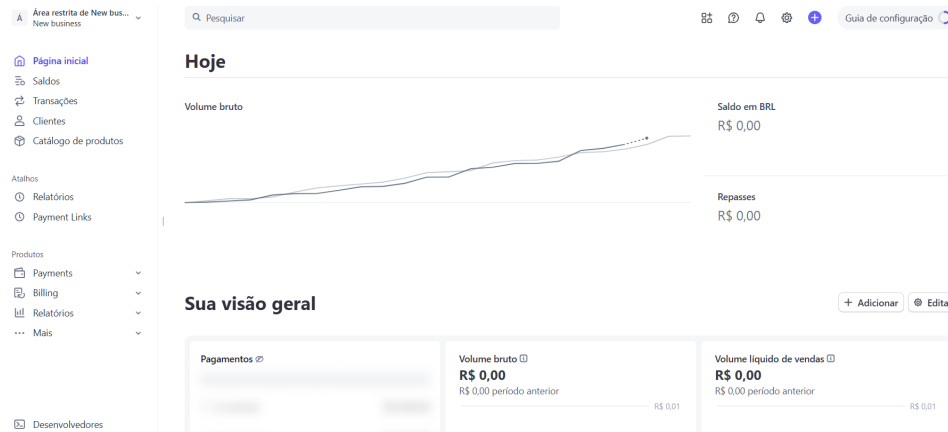 Á
Área restrita de New bus...
New business
Página inicial
Saldos
Transações
Clientes
Catálogo de produtos
Atalhos
Relatórios
Payment Links
Produtos
Payments
Billing
Relatórios
Mais
Desenvolvedores
Pesquisar
Guia de configuração
Hoje
Volume bruto
Saldo em BRL
R$ 0,00
Repasses
R$ 0,00
Sua visão geral
Adicionar
Edita
Pagamentos
Volume bruto
R$ 0,00
R$ 0,00 período anterior
R$ 0,01
Volume líquido de vendas
R$ 0,00
R$ 0,00 período anterior
R$ 0,01